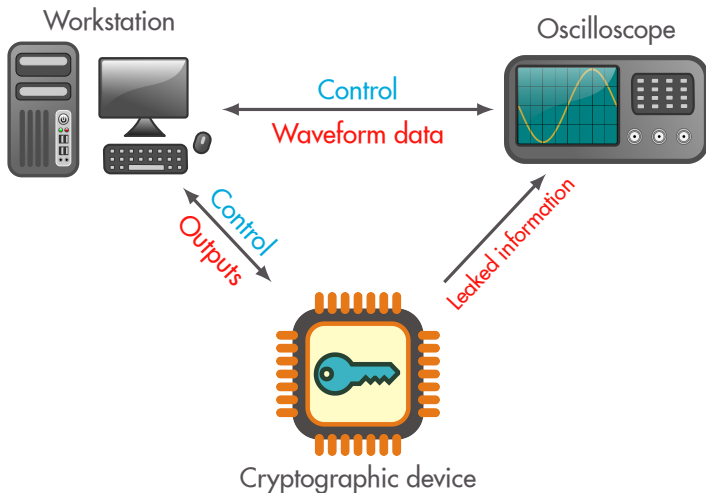 Workstation
Oscilloscope
Control
Waveform data
Control
Outputs
Leaked information
Cryptographic device